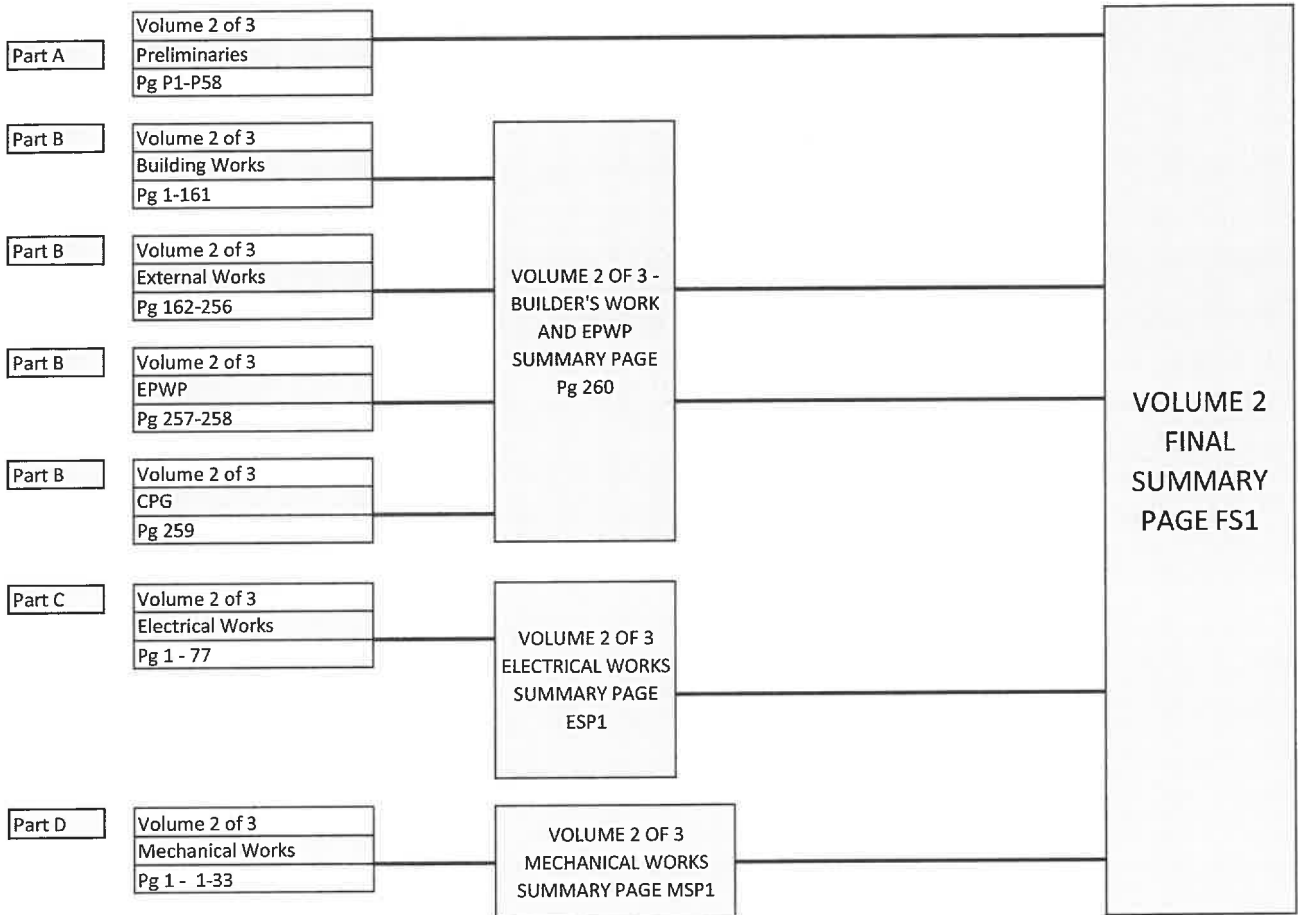 Part A
Volume 2 of 3
Preliminaries
Pg P1-P58
Part B
Volume 2 of 3
Building Works
Pg 1-161
Part B
Volume 2 of 3
External Works
Pg 162-256
Part B
Volume 2 of 3
EPWP
Pg 257-258
Part B
Volume 2 of 3
CPG
Pg 259
VOLUME 2 OF 3 -
BUILDER'S WORK
AND EPWP
SUMMARY PAGE
Pg 260
Part C
Volume 2 of 3
Electrical Works
Pg 1 - 77
VOLUME 2 OF 3
ELECTRICAL WORKS
SUMMARY PAGE
ESP1
Part D
Volume 2 of 3
Mechanical Works
Pg 1 - 1-33
VOLUME 2 OF 3
MECHANICAL WORKS
SUMMARY PAGE MSP1
VOLUME 2
FINAL
SUMMARY
PAGE FS1